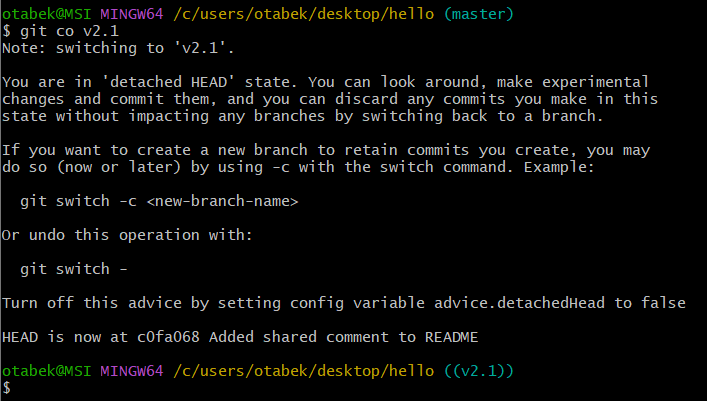 otabek@MSI MINGW64 /c/users/otabek/desktop/hello (master)
$ git co v2.1
Note: switching to 'v2.1'.

You are in 'detached HEAD' state. You can look around, make experimental
changes and commit them, and you can discard any commits you make in this
state without impacting any branches by switching back to a branch.

If you want to create a new branch to retain commits you create, you may
do so (now or later) by using -c with the switch command. Example:

  git switch -c <new-branch-name>

Or undo this operation with:

  git switch -

Turn off this advice by setting config variable advice.detachedHead to false

HEAD is now at c0fa068 Added shared comment to README

otabek@MSI MINGW64 /c/users/otabek/desktop/hello ((v2.1))
$